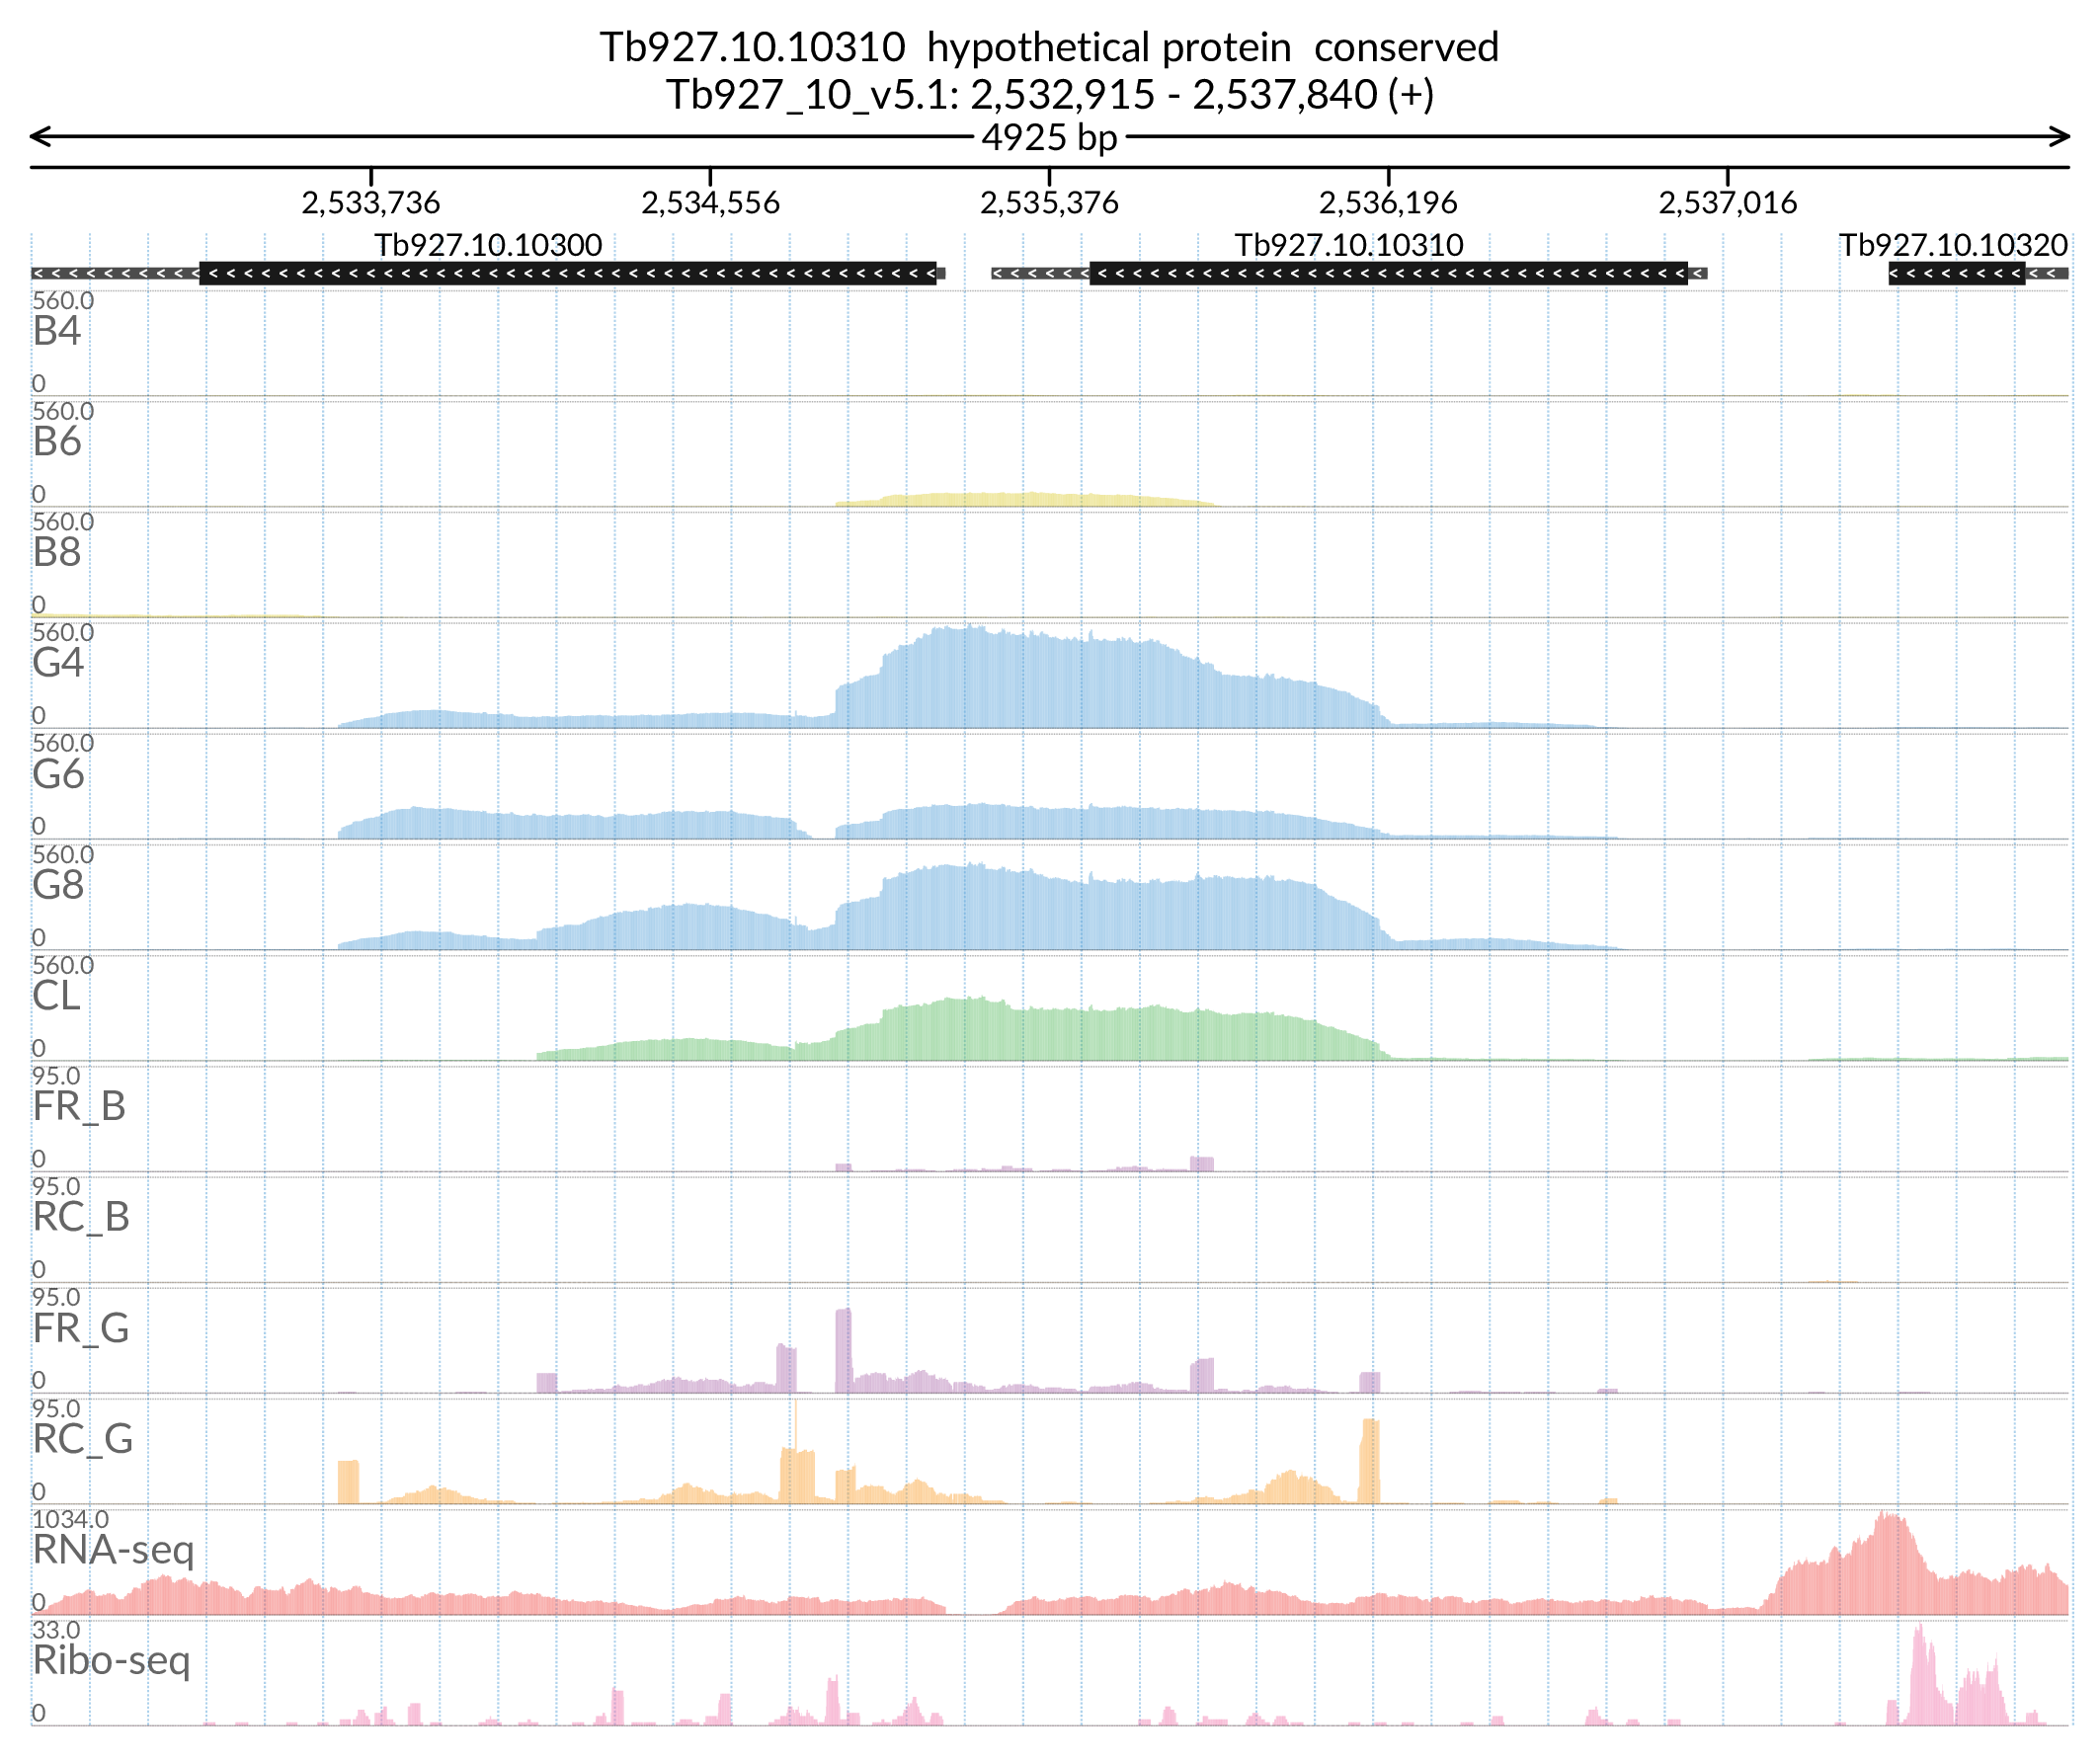 Tb927.10.10310 hypothetical protein conserved
Tb927_10_v5.1: 2,532,915 - 2,537,840 (+)
4925 bp
2,533,736 2,534,556 2,535,376 2,536,196 2,537,016
Tb927.10.10300 Tb927.10.10310 Tb927.10.10320
560.0
B4
0
560.0
B6
0
560.0
B8
0
560.0
G4
0
560.0
G6
0
560.0
G8
0
560.0
CL
0
95.0
FR_B
0
95.0
RC_B
0
95.0
FR_G
0
95.0
RC_G
0
1034.0
RNA-seq
0
33.0
Ribo-seq
0